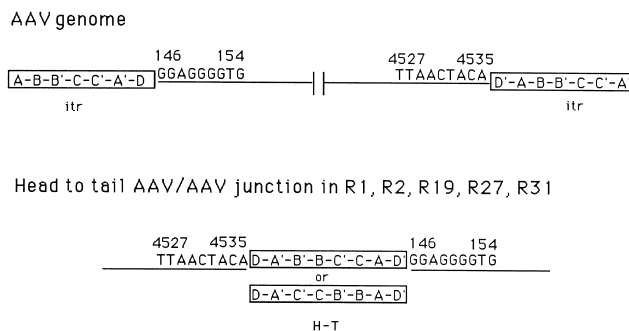 AAV genome
146 154 4527 4535
A-B-B'-C-C'-A'-D GGAGGGGTG TTAACTACA D'-A-B-B'-C-C'-A'
itr itr
Head to tail AAV/AAV junction in R1, R2, R19, R27, R31
4527 4535 146 154
TTAACTACA D-A'-B'-B-C'-C-A-D' GGAGGGGTG
or
D-A'-C'-C-B'-B-A-D'
H-T